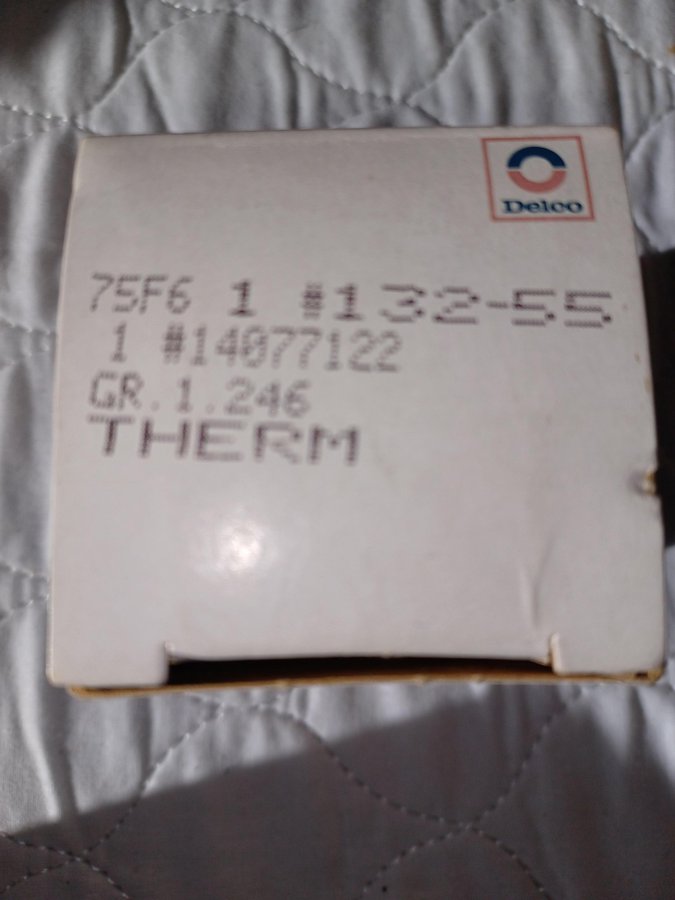 Delco
75F6 1 #132-55
1 #14077122
GR.1.246
THERM